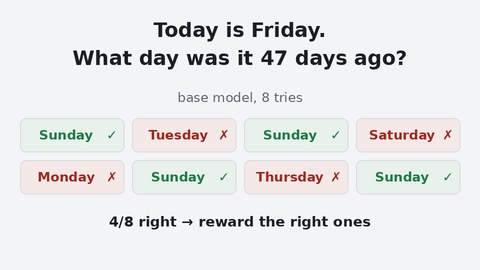 Today is Friday.
What day was it 47 days ago?
base model, 8 tries
Sunday ✓ Tuesday ✗ Sunday ✓ Saturday ✗
Monday ✗ Sunday ✓ Thursday ✗ Sunday ✓
4/8 right → reward the right ones